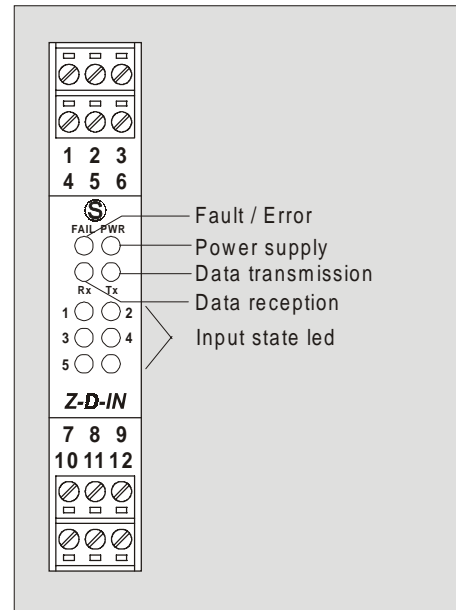 1 2 3
4 5 6
S
FAIL PWR
Fault / Error
Power supply
Data transmission
Rx Tx
Data reception
1 2
3 4
Input state led
5
Z-D-IN
7 8 9
10 11 12